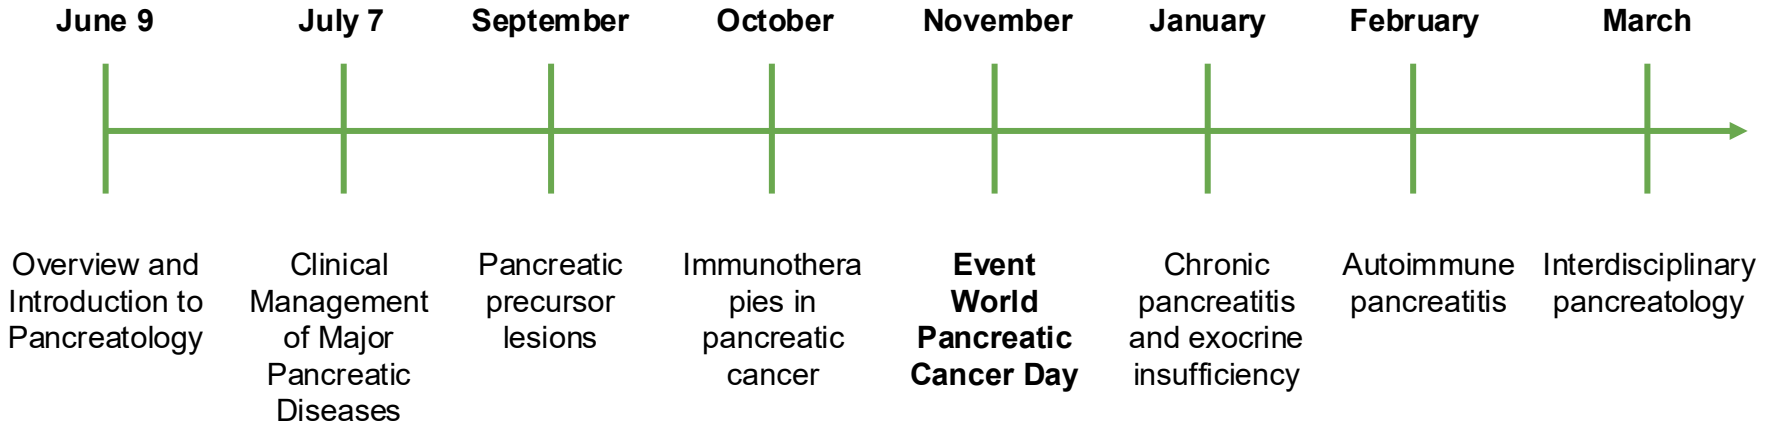 June 9
July 7
September
October
November
January
February
March
Overview and
Introduction to
Pancreatology
Clinical
Management
of Major
Pancreatic
Diseases
Pancreatic
precursor
lesions
Immunothera
pies in
pancreatic
cancer
Event
World
Pancreatic
Cancer Day
Chronic
pancreatitis
and exocrine
insufficiency
Autoimmune
pancreatitis
Interdisciplinary
pancreatology